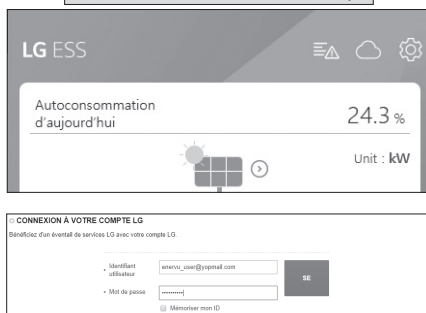 LG ESS
Autoconsommation
d'aujourd'hui
24.3 %
Unit : kW
CONNEXION À VOTRE COMPTE LG
Bénéficiez d'un éventail de services LG avec votre compte LG.
Identifiant
utilisateur
enervu_user@yopmail.com
SE
Mot de passe
Mémoriser mon ID